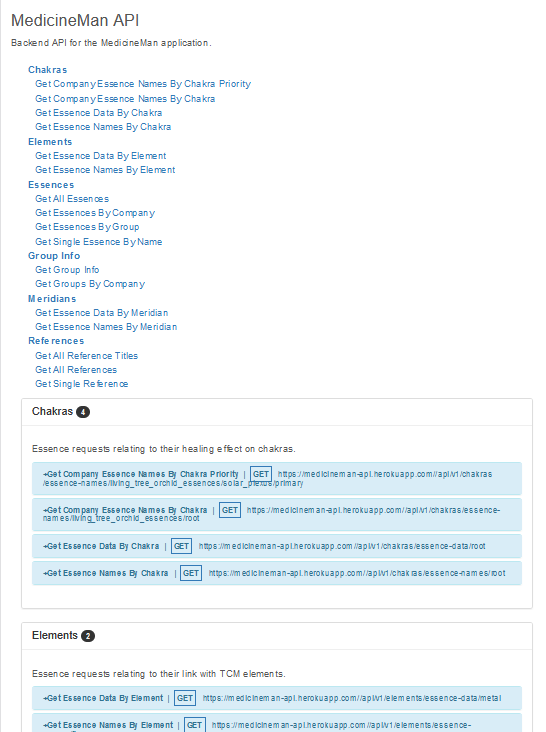 MedicineMan API
Backend API for the MedicineMan application.
Chakras
Get Company Essence Names By Chakra Priority
Get Company Essence Names By Chakra
Get Essence Data By Chakra
Get Essence Names By Chakra
Elements
Get Essence Data By Element
Get Essence Names By Element
Essences
Get All Essences
Get Essences By Company
Get Essences By Group
Get Single Essence By Name
Group Info
Get Group Info
Get Groups By Company
Meridians
Get Essence Data By Meridian
Get Essence Names By Meridian
References
Get All Reference Titles
Get All References
Get Single Reference
Chakras 4
Essence requests relating to their healing effect on chakras.
+Get Company Essence Names By Chakra Priority | GET https://medicineman-api.herokuapp.com//api/v1/chakras
/essence-names/living_tree_orchid_essences/solar_plexus/primary
+Get Company Essence Names By Chakra | GET https://medicineman-api.herokuapp.com//api/v1/chakras/essence-
names/living_tree_orchid_essences/root
+Get Essence Data By Chakra | GET https://medicineman-api.herokuapp.com//api/v1/chakras/essence-data/root
+Get Essence Names By Chakra | GET https://medicineman-api.herokuapp.com//api/v1/chakras/essence-names/root
Elements 2
Essence requests relating to their link with TCM elements.
+Get Essence Data By Element | GET https://medicineman-api.herokuapp.com//api/v1/elements/essence-data/metal
+Get Essence Names By Element | GET https://medicineman-api.herokuapp.com//api/v1/elements/essence-